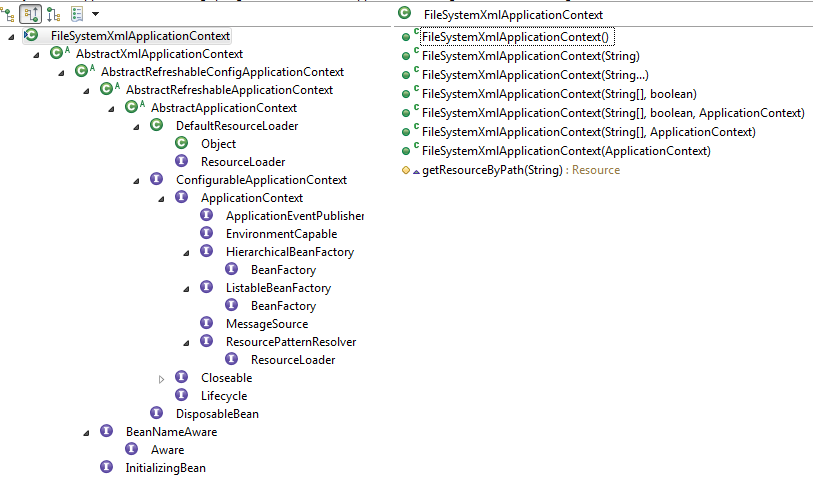 FileSystemXmlApplicationContext
AbstractXmlApplicationContext
AbstractRefreshableConfigApplicationContext
AbstractRefreshableApplicationContext
AbstractApplicationContext
DefaultResourceLoader
Object
ResourceLoader
ConfigurableApplicationContext
ApplicationContext
ApplicationEventPublisher
EnvironmentCapable
HierarchicalBeanFactory
BeanFactory
ListableBeanFactory
BeanFactory
MessageSource
ResourcePatternResolver
ResourceLoader
Closeable
Lifecycle
DisposableBean
BeanNameAware
Aware
InitializingBean
FileSystemXmlApplicationContext
FileSystemXmlApplicationContext()
FileSystemXmlApplicationContext(String)
FileSystemXmlApplicationContext(String...)
FileSystemXmlApplicationContext(String[], boolean)
FileSystemXmlApplicationContext(String[], boolean, ApplicationContext)
FileSystemXmlApplicationContext(String[], ApplicationContext)
FileSystemXmlApplicationContext(ApplicationContext)
getResourceByPath(String) : Resource